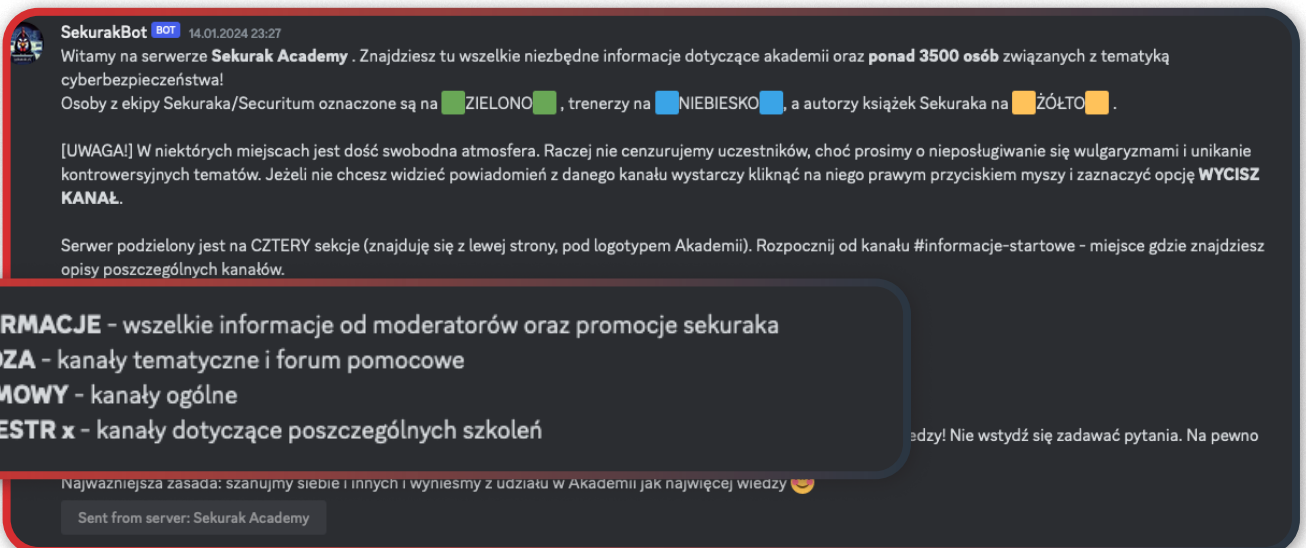 SekurakBot BOT 14.01.2024 23:27
Witamy na serwerze Sekurak Academy . Znajdziesz tu wszelkie niezbędne informacje dotyczące akademii oraz ponad 3500 osób związanych z tematyką
cyberbezpieczeństwa!
Osoby z ekipy Sekuraka/Securitum oznaczone są na ZIELONO , trenerzy na NIEBIESKO , a autorzy książek Sekuraka na ŻÓŁTO .
[UWAGA!] W niektórych miejscach jest dość swobodna atmosfera. Raczej nie cenzurujemy uczestników, choć prosimy o nieposługiwanie się wulgaryzmami i unikanie
kontrowersyjnych tematów. Jeżeli nie chcesz widzieć powiadomień z danego kanału wystarczy kliknąć na niego prawym przyciskiem myszy i zaznaczyć opcję WYCISZ
KANAŁ.
Serwer podzielony jest na CZTERY sekcje (znajduję się z lewej strony, pod logotypem Akademii). Rozpocznij od kanału #informacje-startowe - miejsce gdzie znajdziesz
opisy poszczególnych kanałów.
RMACJE - wszelkie informacje od moderatorów oraz promocje sekuraka
DZA - kanały tematyczne i forum pomocowe
MOWY - kanały ogólne
ESTR x - kanały dotyczące poszczególnych szkoleń
edzy! Nie wstydź się zadawać pytania. Na pewno
Najważniejsza zasada: szanujmy siebie i innych i wynieśmy z udziału w Akademii jak najwięcej wiedzy
Sent from server: Sekurak Academy